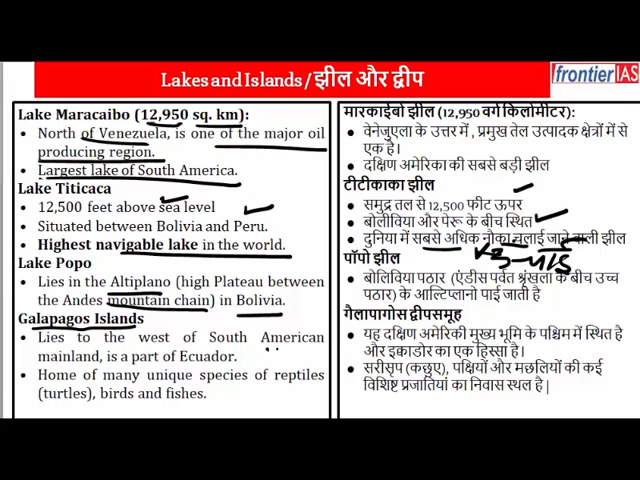 Lakes and Islands/झील और द्वीप
frontierIAS
Lake Maracaibo (12,950 sq. km):
• North of Venezuela, is one of the major oil
producing region.
• Largest lake of South America.
Lake Titicaca
• 12,500 feet above sea level
• Situated between Bolivia and Peru.
• Highest navigable lake in the world.
Lake Popo
• Lies in the Altiplano (high Plateau between
the Andes mountain chain) in Bolivia.
Galapagos Islands
• Lies to the west of South American
mainland, is a part of Ecuador.
• Home of many unique species of reptiles
(turtles), birds and fishes.
मारकाईबो झील (12,950 वर्ग किलोमीटर):
• वेनेजुएला के उत्तर में , प्रमुख तेल उत्पादक क्षेत्रों में से
एक है।
• दक्षिण अमेरिका की सबसे बड़ी झील
टीटीकाका झील
• समुद्र तल से 12,500 फीट ऊपर
• बोलीविया और पेरू के बीच स्थित
• दुनिया में सबसे अधिक नौका चलाई जाने वाली झील
पॉपो झील
• बोलिविया पठार (एंडीस पर्वत श्रृंखला के बीच उच्च
पठार) के आल्टिप्लानो पाई जाती है
गैलापागोस द्वीपसमूह
• यह दक्षिण अमेरिकी मुख्य भूमि के पश्चिम में स्थित है
और इक्वाडोर का एक हिस्सा है।
• सरीसृप (कछुए), पक्षियों और मछलियों की कई
विशिष्ट प्रजातियां का निवास स्थल है|